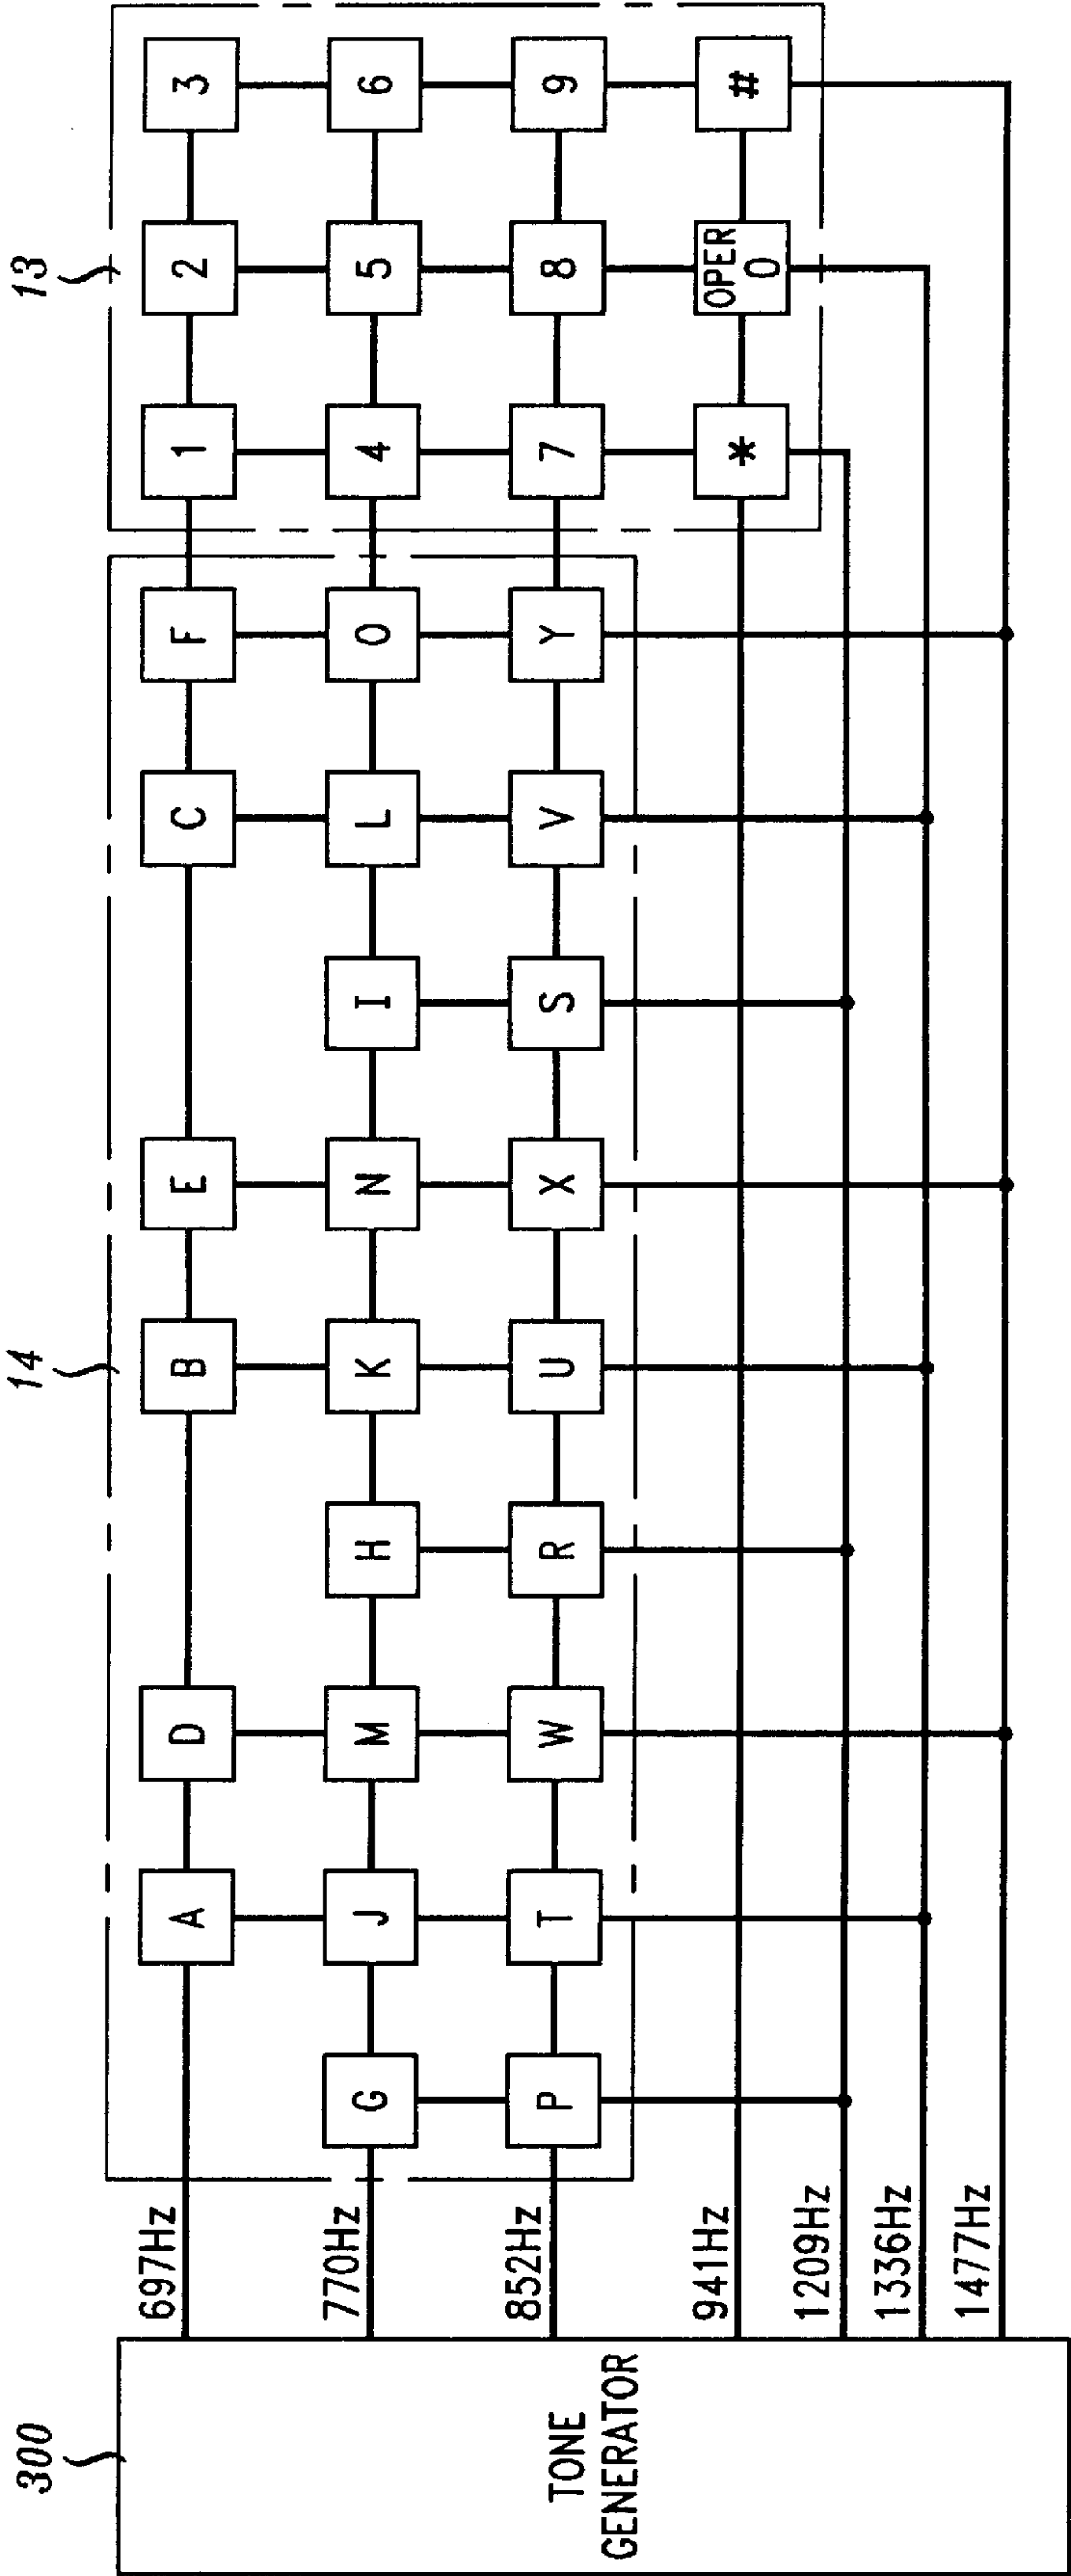 300
14
13
697Hz
A
D
B
E
C
F
1
2
3
770Hz
G
J
M
H
K
N
I
L
O
4
5
6
852Hz
P
T
W
R
U
X
S
V
Y
7
8
9
941Hz
*
OPER
0
#
1209Hz
1336Hz
1477Hz
TONE
GENERATOR